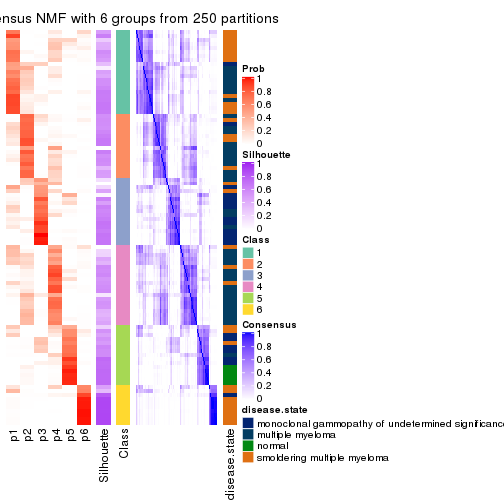 ensus NMF with 6 groups from 250 partitions
Prob
1
0.8
0.6
0.4
0.2
0
Silhouette
1
0.8
0.6
0.4
0.2
0
Class
1
2
3
4
5
6
Consensus
1
0.8
0.6
0.4
0.2
0
disease.state
monoclonal gammopathy of undetermined significance
multiple myeloma
normal
smoldering multiple myeloma
p1
p2
p3
p4
p5
p6
Silhouette
Class
disease.state